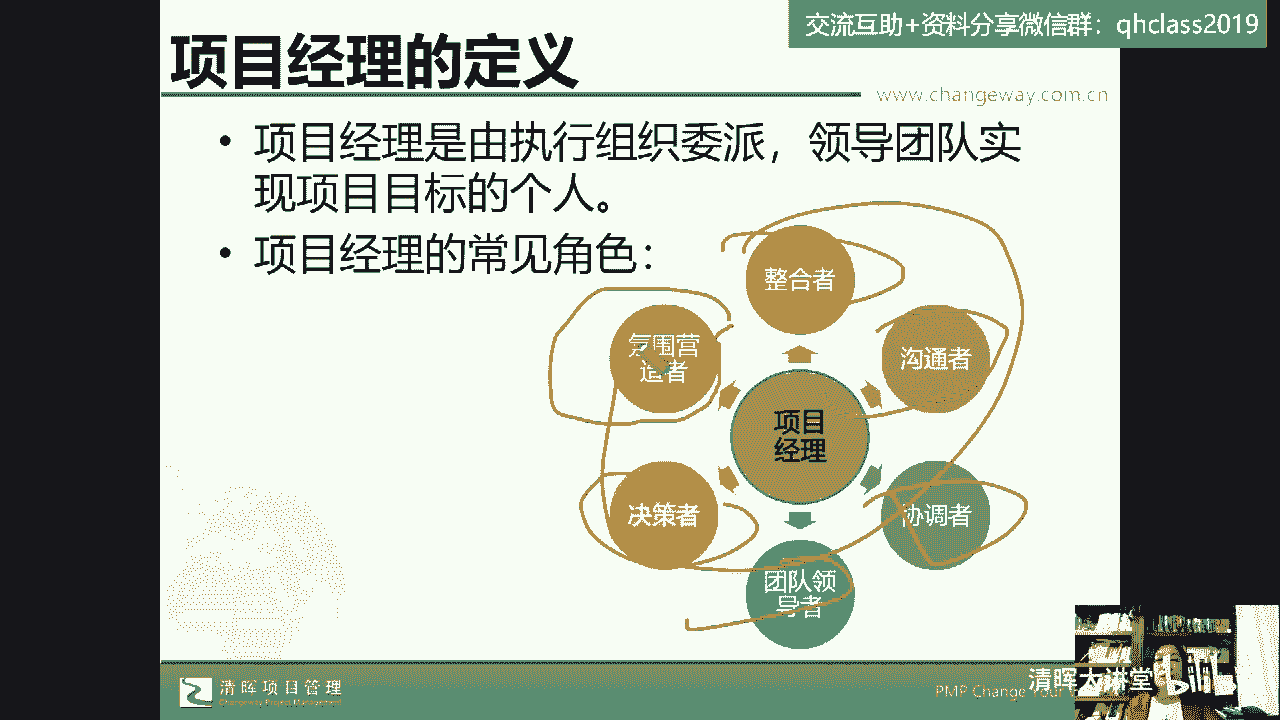 交流互助+资料分享微信群：qhclass2019
项目经理的定义
www.changeway.com.cn
• 项目经理是由执行组织委派，领导团队实
现项目目标的个人。
• 项目经理的常见角色：
整合者
氛围营
造者
沟通者
项目
经理
决策者
协调者
团队领
导者
清晖项目管理
Changeway Project Management
清晖大讲堂
PMP Change Your